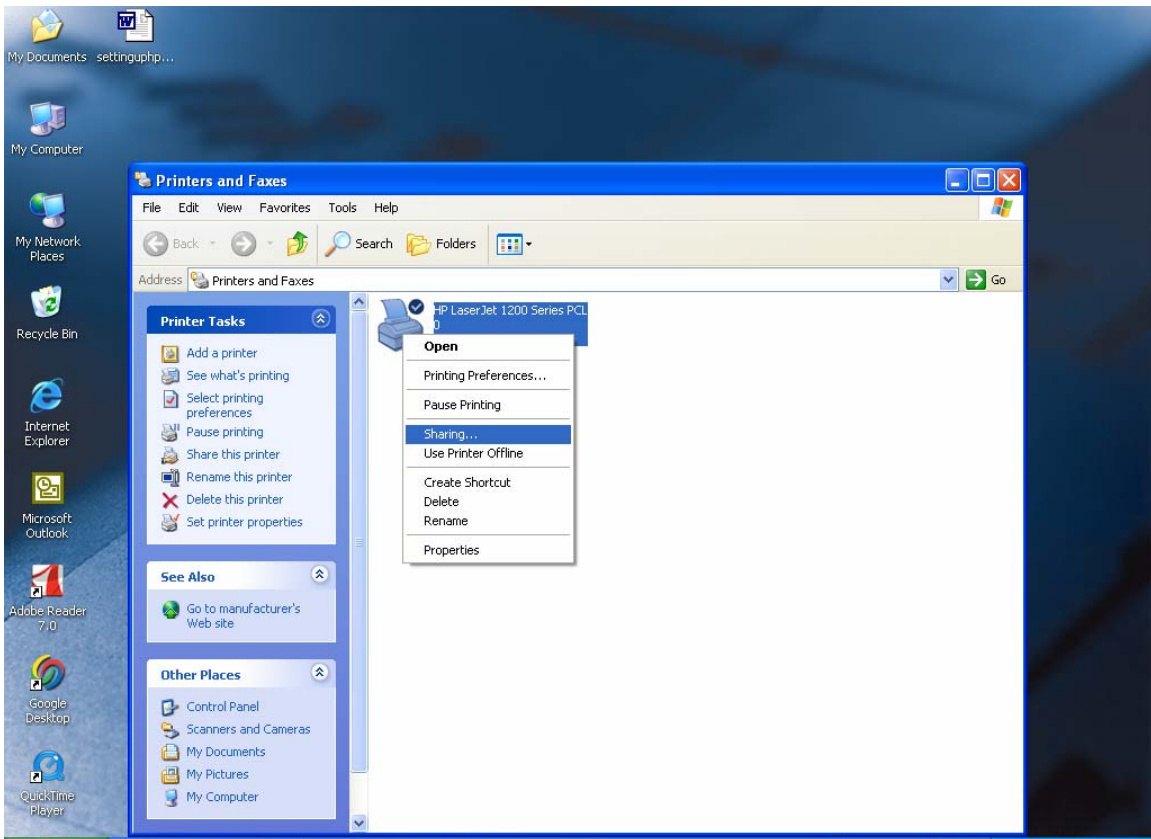 My Documents
settinguphp...
My Computer
My Network
Places
Recycle Bin
Internet
Explorer
Microsoft
Outlook
Adobe Reader
7.0
Google
Desktop
QuickTime
Player
Printers and Faxes
File Edit View Favorites Tools Help
Back Search Folders
Address Printers and Faxes Go
Printer Tasks
Add a printer
See what's printing
Select printing
preferences
Pause printing
Share this printer
Rename this printer
Delete this printer
Set printer properties
See Also
Go to manufacturer's
Web site
Other Places
Control Panel
Scanners and Cameras
My Documents
My Pictures
My Computer
HP LaserJet 1200 Series PCL
0
Open
Printing Preferences...
Pause Printing
Sharing...
Use Printer Offline
Create Shortcut
Delete
Rename
Properties